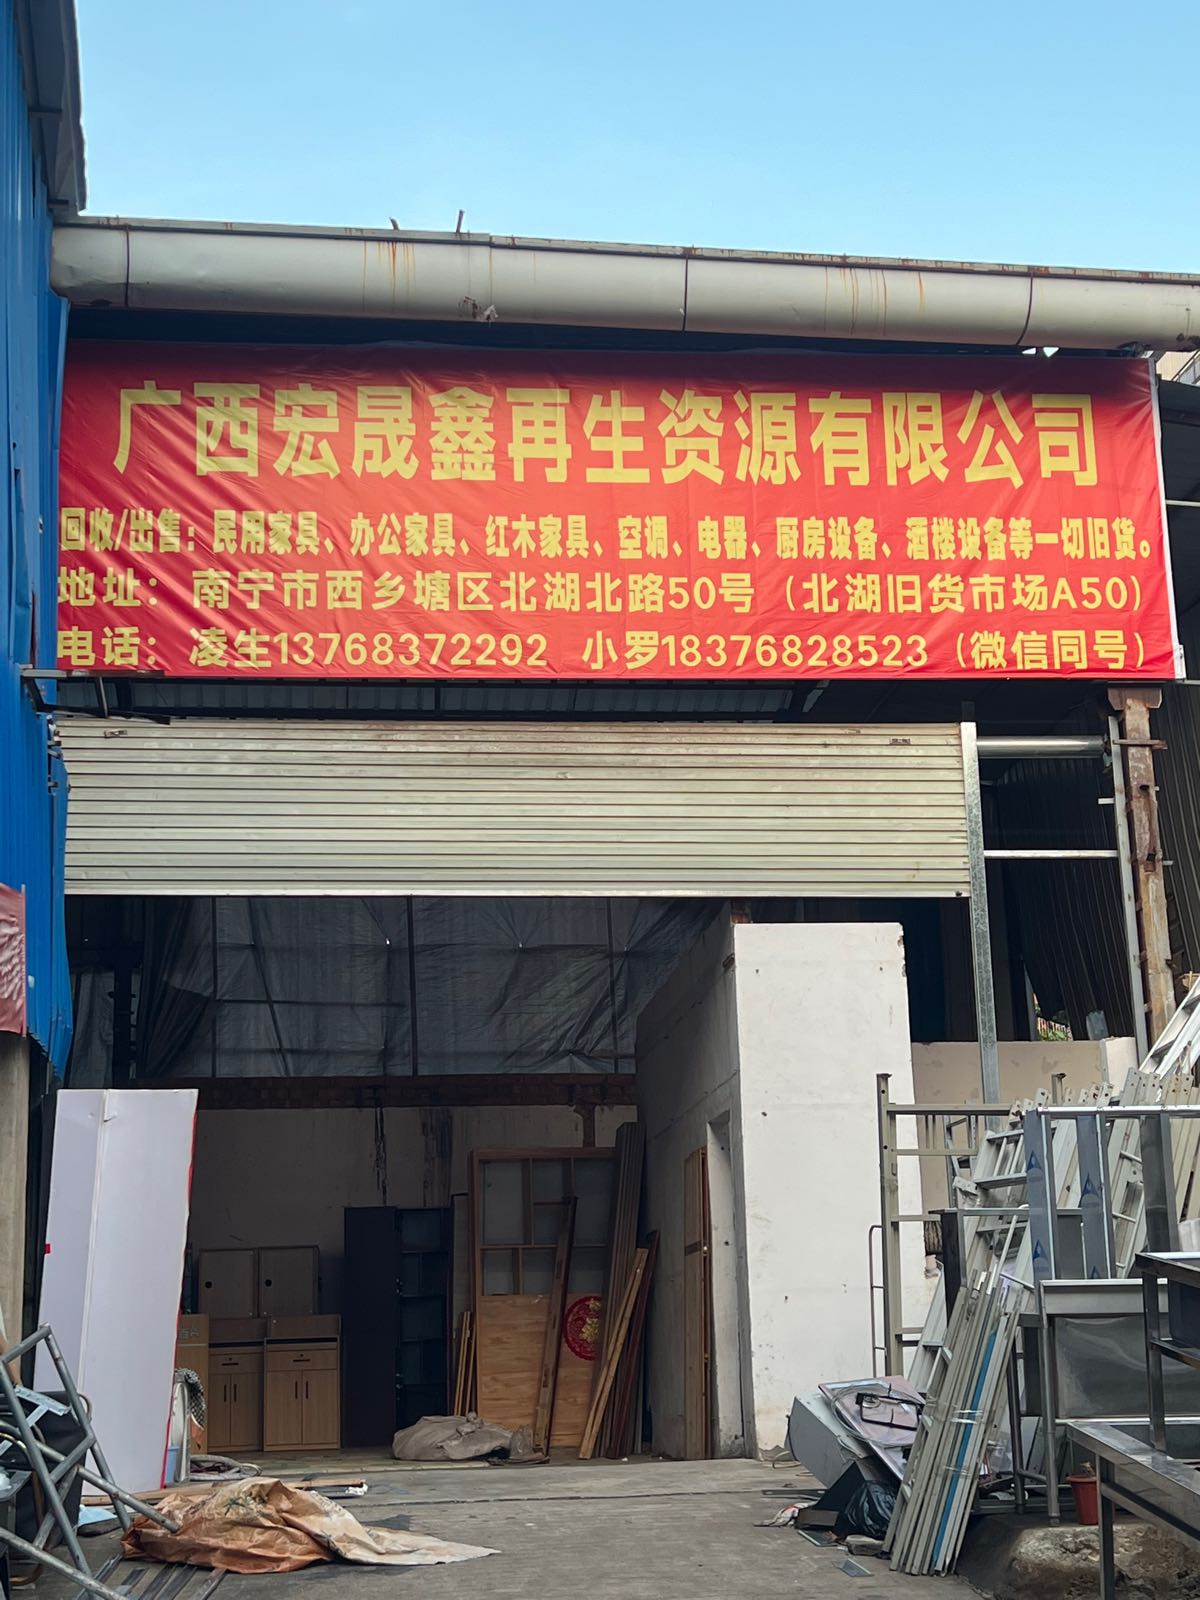 广西宏晟鑫再生资源有限公司
回收/出售：民用家具、办公家具、红木家具、空调、电器、厨房设备、酒楼设备等一切旧货。
地址：南宁市西乡塘区北湖北路50号（北湖旧货市场A50）
电话：凌生13768372292 小罗18376828523（微信同号）